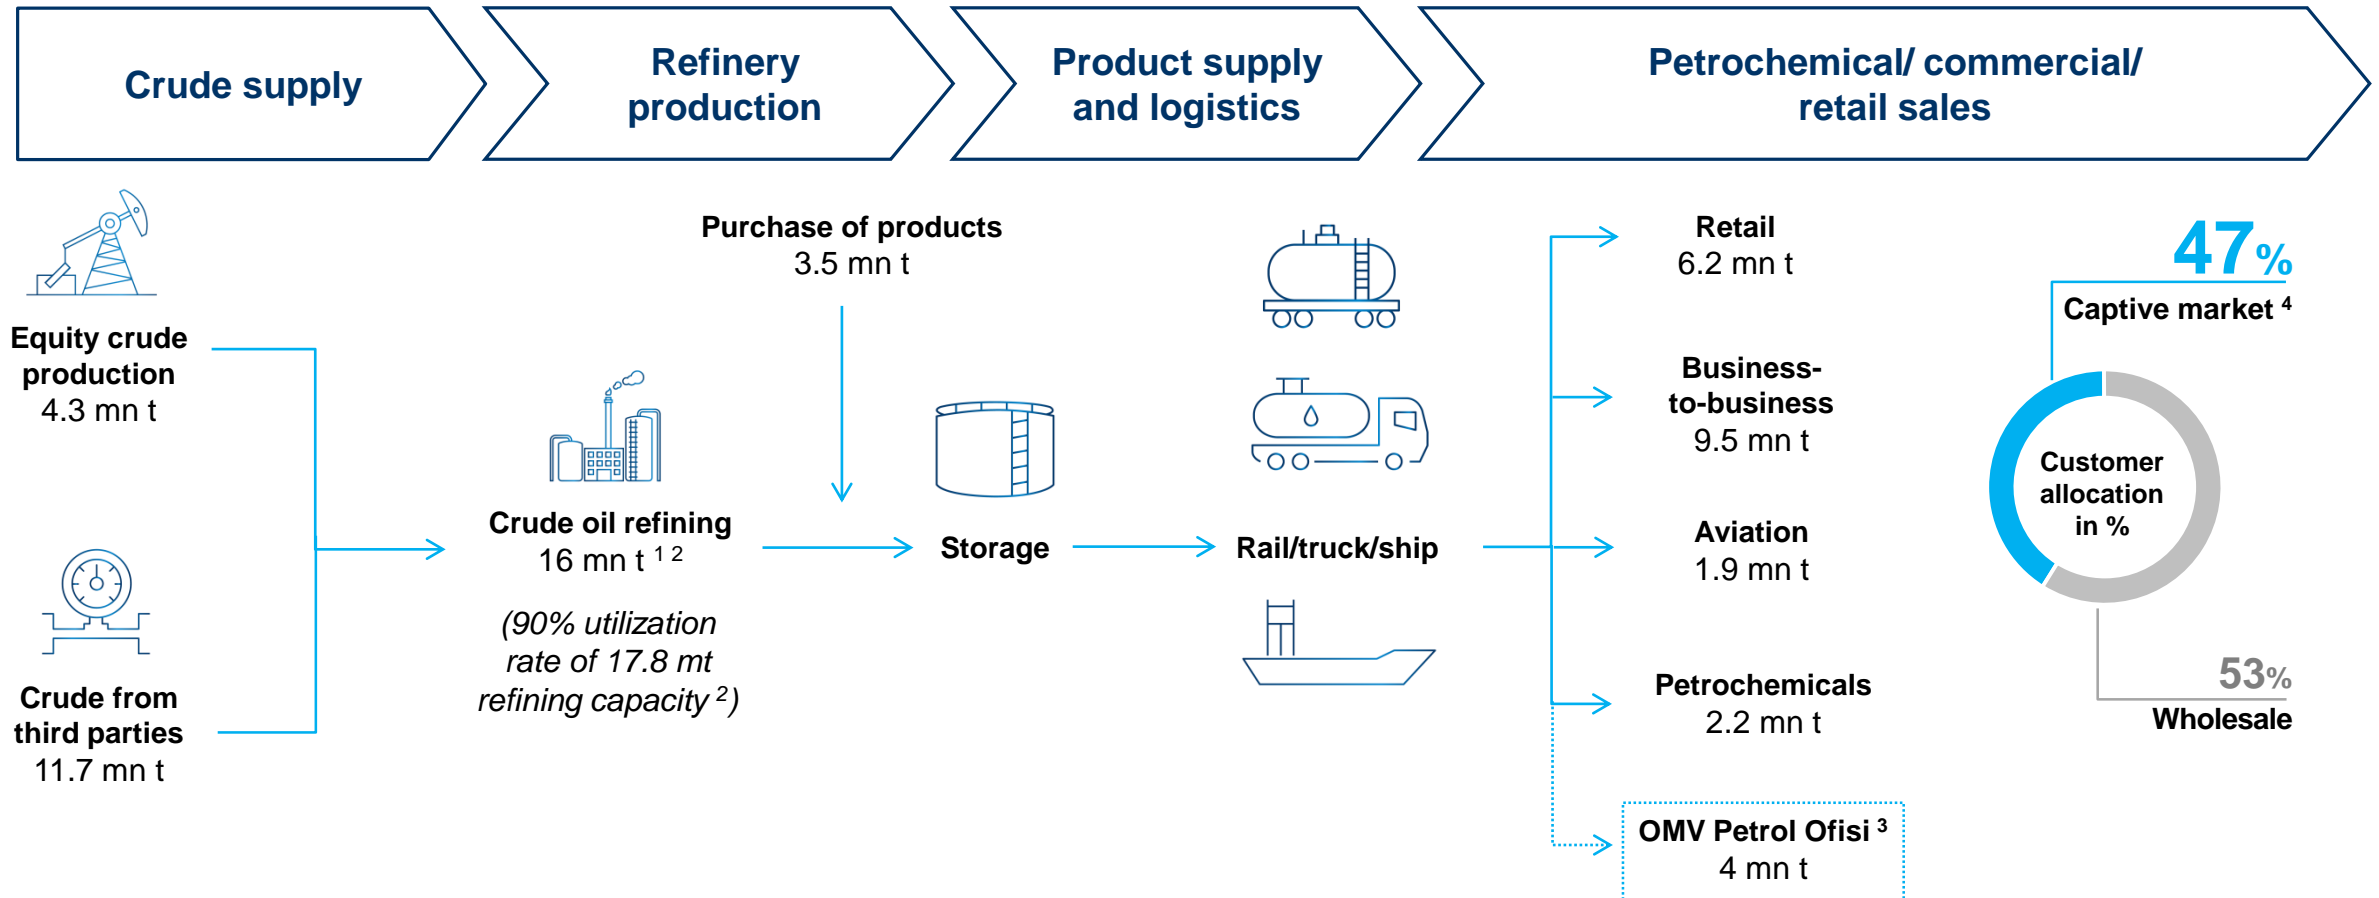 Crude supply
Refinery
production
Product supply
and logistics
Petrochemical/ commercial/
retail sales
Equity crude
production
4.3 mn t
Crude from
third parties
11.7 mn t
Purchase of products
3.5 mn t
Crude oil refining
16 mn t 1 2
(90% utilization
rate of 17.8 mt
refining capacity 2)
Storage
Rail/truck/ship
Retail
6.2 mn t
Business-
to-business
9.5 mn t
Aviation
1.9 mn t
Petrochemicals
2.2 mn t
OMV Petrol Ofisi 3
4 mn t
47%
Captive market 4
Customer
allocation
in %
53%
Wholesale